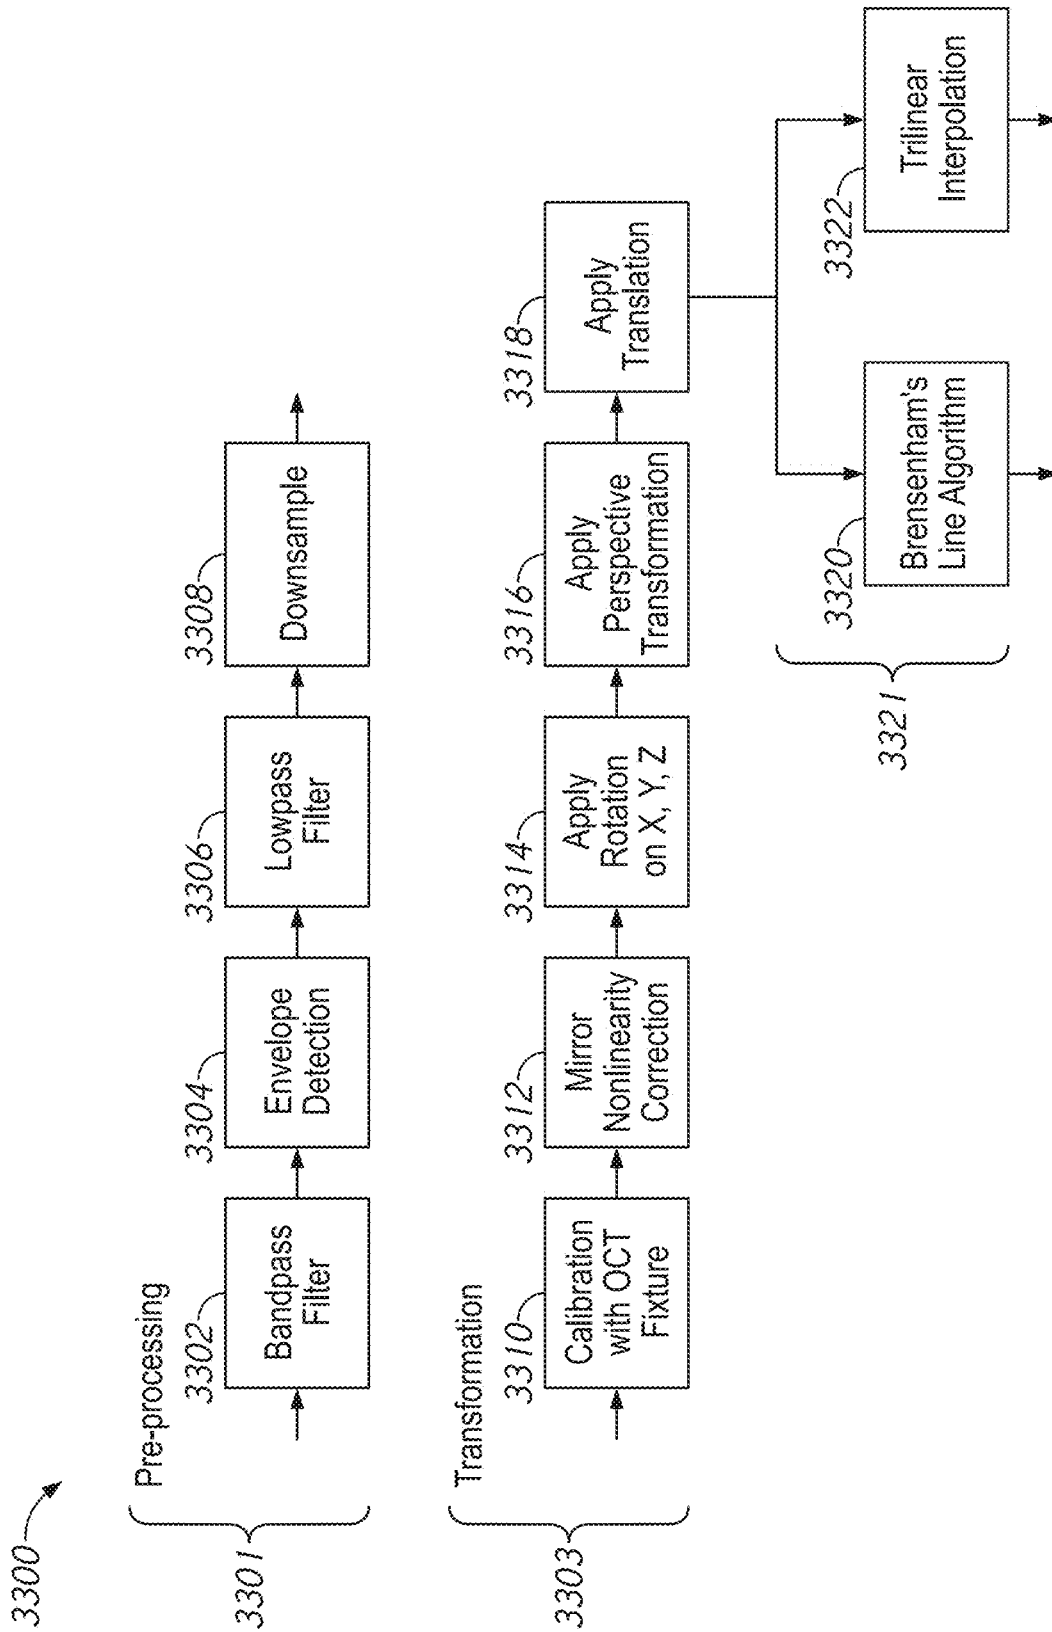 3300
Pre-processing
3301
3302
Bandpass
Filter
3304
Envelope
Detection
3306
Lowpass
Filter
3308
Downsample
Transformation
3303
3310
Calibration
with OCT
Fixture
3312
Mirror
Nonlinearity
Correction
3314
Apply
Rotation
on X, Y, Z
3316
Apply
Perspective
Transformation
3318
Apply
Translation
3321
3320
Brensenham's
Line Algorithm
3322
Trilinear
Interpolation